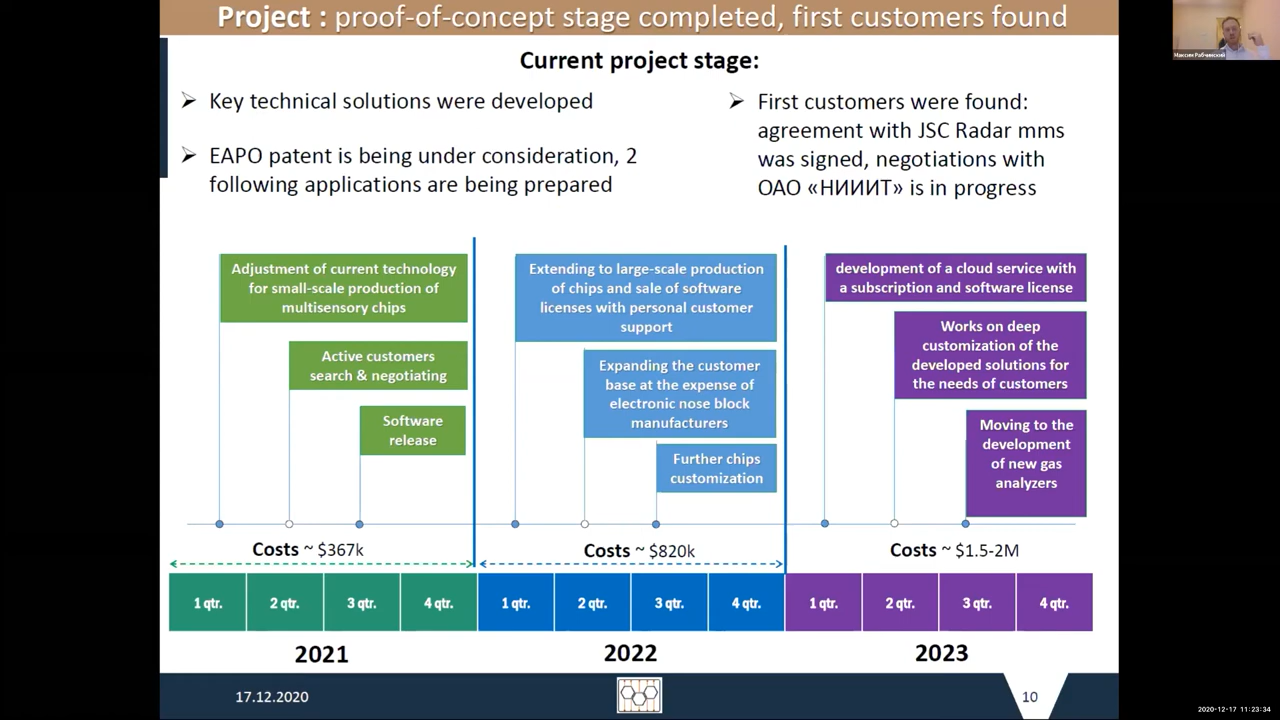 Project : proof-of-concept stage completed, first customers found
Максим Рабчинский
Current project stage:
➢ Key technical solutions were developed
➢ EAPO patent is being under consideration, 2
following applications are being prepared
➢ First customers were found:
agreement with JSC Radar mms
was signed, negotiations with
ОАО «НИИИТ» is in progress
Adjustment of current technology
for small-scale production of
multisensory chips
Active customers
search & negotiating
Software
release
Extending to large-scale production
of chips and sale of software
licenses with personal customer
support
Expanding the customer
base at the expense of
electronic nose block
manufacturers
Further chips
customization
development of a cloud service with
a subscription and software license
Works on deep
customization of the
developed solutions for
the needs of customers
Moving to the
development
of new gas
analyzers
Costs ~ $367k
Costs ~ $820k
Costs ~ $1.5-2M
1 qtr. 2 qtr. 3 qtr. 4 qtr. 1 qtr. 2 qtr. 3 qtr. 4 qtr. 1 qtr. 2 qtr. 3 qtr. 4 qtr.
2021 2022 2023
17.12.2020
10
2020-12-17 11:23:34